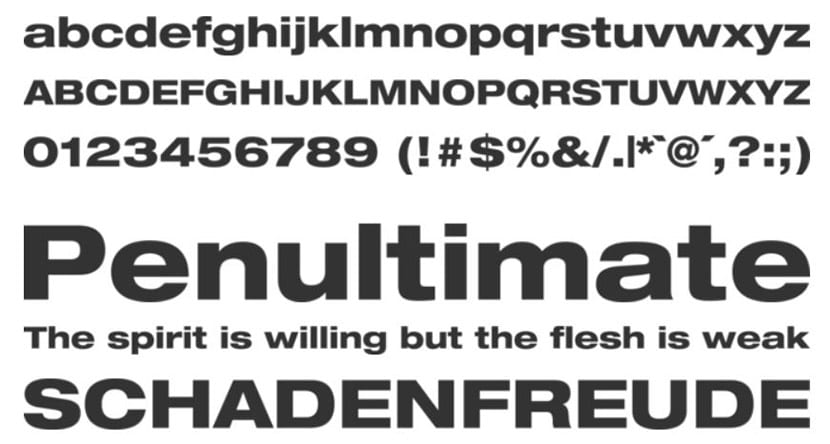 abcdefghijklmnopqrstuvwxyz
ABCDEFGHIJKLMNOPQRSTUVWXYZ
0123456789 (!#$%&/.|*`@´,?:;)
Penultimate
The spirit is willing but the flesh is weak
SCHADENFREUDE